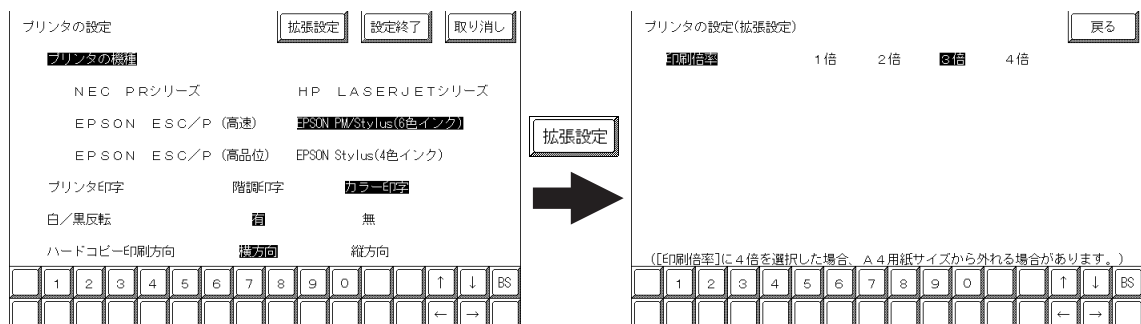 プリンタの設定 拡張設定 設定終了 取り消し
プリンタの機種
NEC PRシリーズ HP LASERJETシリーズ
EPSON ESC/P (高速) EPSON PM/Stylus(6色インク)
EPSON ESC/P (高品位) EPSON Stylus(4色インク)
プリンタ印字 階調印字 カラー印字
白/黒反転 有 無
ハードコピー印刷方向 横方向 縦方向
1 2 3 4 5 6 7 8 9 0 ↑ ↓ BS
← →
拡張設定
プリンタの設定(拡張設定) 戻る
印刷倍率 1倍 2倍 3倍 4倍
([印刷倍率]に4倍を選択した場合、A4用紙サイズから外れる場合があります。)
1 2 3 4 5 6 7 8 9 0 ↑ ↓ BS
← →